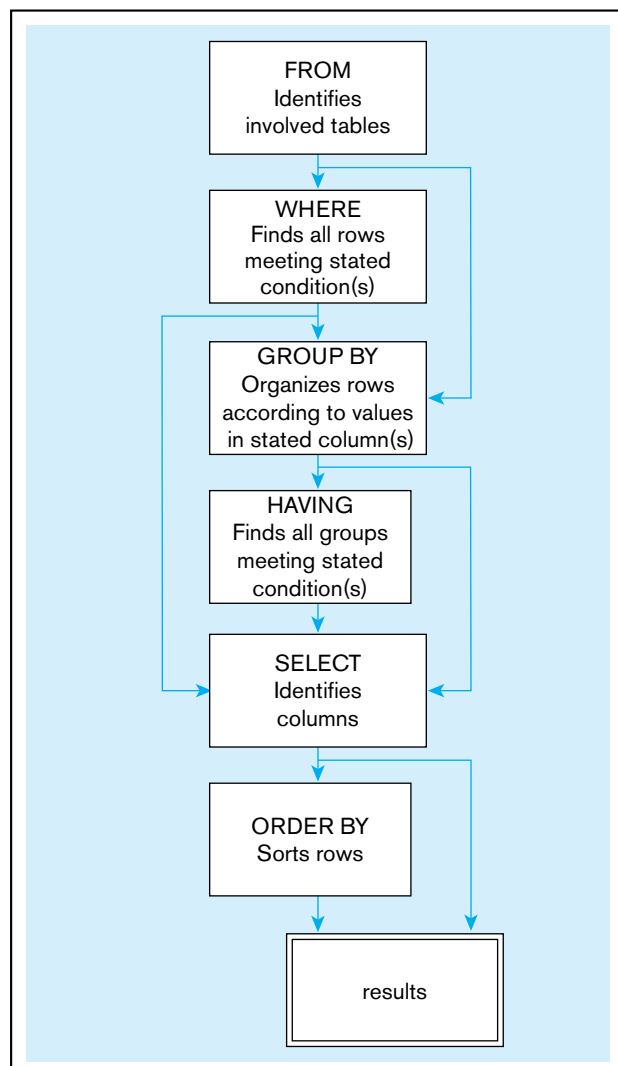 FROM
Identifies
involved tables
WHERE
Finds all rows
meeting stated
condition(s)
GROUP BY
Organizes rows
according to values
in stated column(s)
HAVING
Finds all groups
meeting stated
condition(s)
SELECT
Identifies
columns
ORDER BY
Sorts rows
results